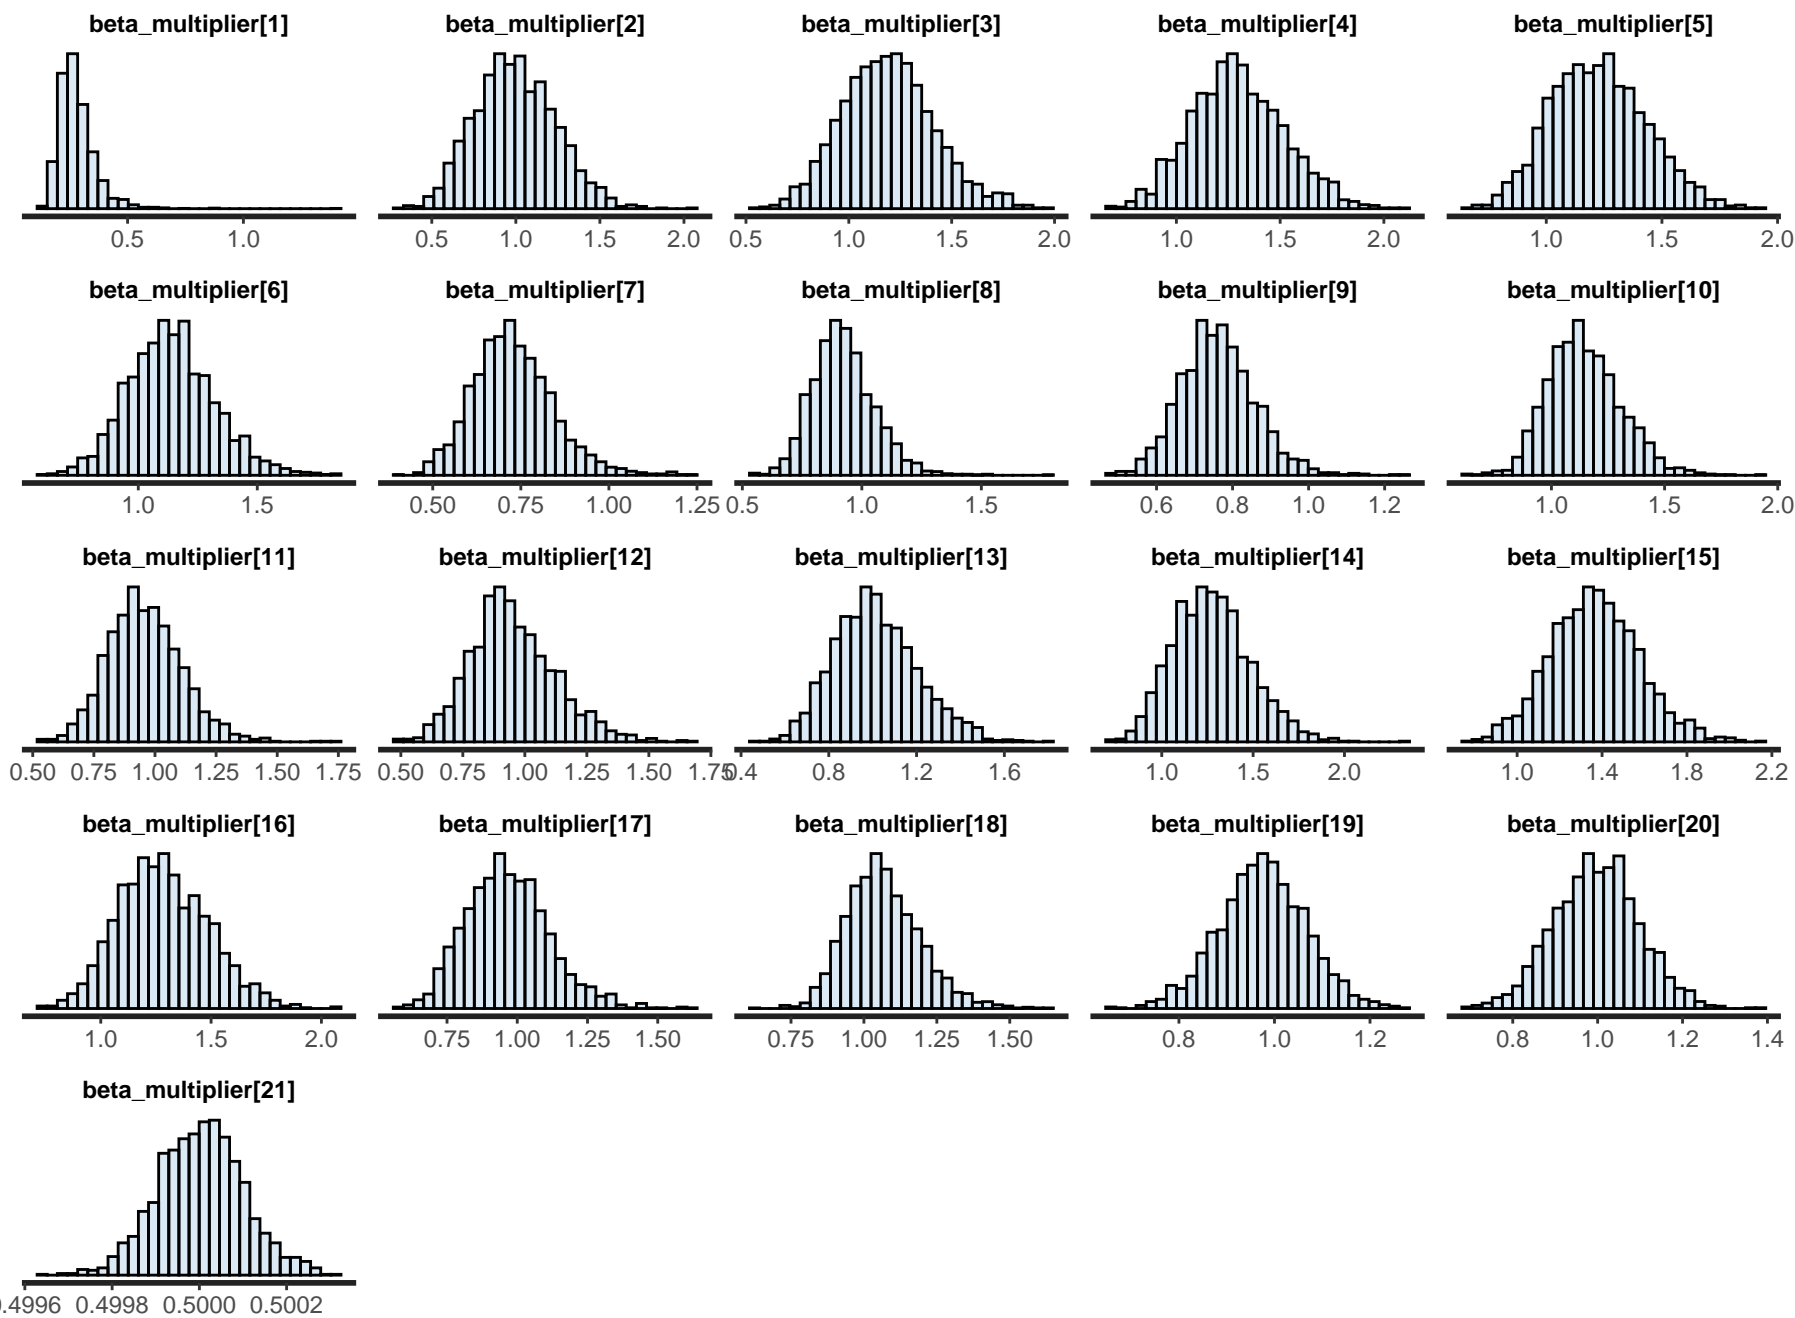 beta_multiplier[1] beta_multiplier[2] beta_multiplier[3] beta_multiplier[4] beta_multiplier[5]
0.5 1.0 0.5 1.0 1.5 2.0 0.5 1.0 1.5 2.0 1.0 1.5 2.0 1.0 1.5 2.0
beta_multiplier[6] beta_multiplier[7] beta_multiplier[8] beta_multiplier[9] beta_multiplier[10]
1.0 1.5 0.50 0.75 1.00 1.25 0.5 1.0 1.5 0.6 0.8 1.0 1.2 1.0 1.5 2.0
beta_multiplier[11] beta_multiplier[12] beta_multiplier[13] beta_multiplier[14] beta_multiplier[15]
0.50 0.75 1.00 1.25 1.50 1.75 0.50 0.75 1.00 1.25 1.50 1.75 0.4 0.8 1.2 1.6 1.0 1.5 2.0 1.0 1.4 1.8 2.2
beta_multiplier[16] beta_multiplier[17] beta_multiplier[18] beta_multiplier[19] beta_multiplier[20]
1.0 1.5 2.0 0.75 1.00 1.25 1.50 0.75 1.00 1.25 1.50 0.8 1.0 1.2 0.8 1.0 1.2 1.4
beta_multiplier[21]
0.4996 0.4998 0.5000 0.5002